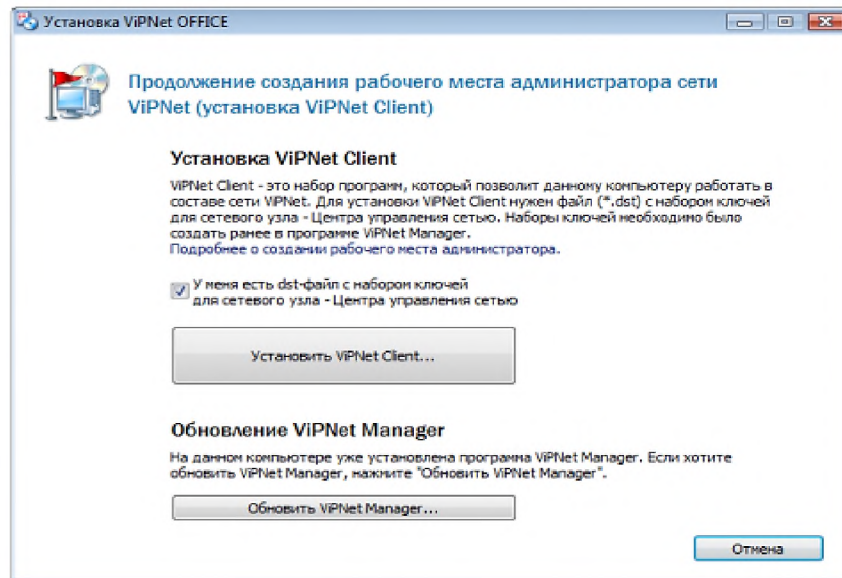 Установка ViPNet OFFICE
Продолжение создания рабочего места администратора сети
ViPNet (установка ViPNet Client)
Установка ViPNet Client
ViPNet Client - это набор программ, который позволит данному компьютеру работать в
составе сети ViPNet. Для установки ViPNet Client нужен файл (*.dst) с набором ключей
для сетевого узла - Центра управления сетью. Наборы ключей необходимо было
создать ранее в программе ViPNet Manager.
Подробнее о создании рабочего места администратора.
У меня есть dst-файл с набором ключей
для сетевого узла - Центра управления сетью
Установить ViPNet Client...
Обновление ViPNet Manager
На данном компьютере уже установлена программа ViPNet Manager. Если хотите
обновить ViPNet Manager, нажмите "Обновить ViPNet Manager".
Обновить ViPNet Manager...
Отмена